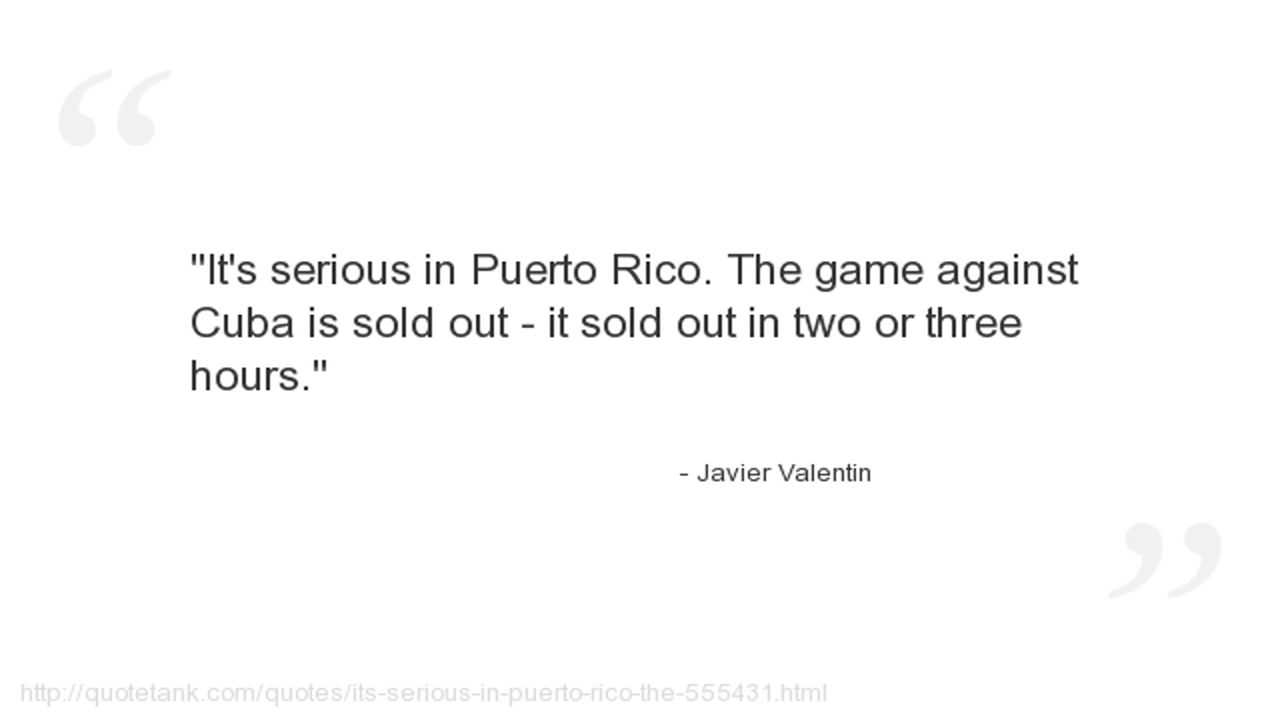 "It's serious in Puerto Rico. The game against
Cuba is sold out - it sold out in two or three
hours."
- Javier Valentin
http://quotetank.com/quotes/its-serious-in-puerto-rico-the-555431.html